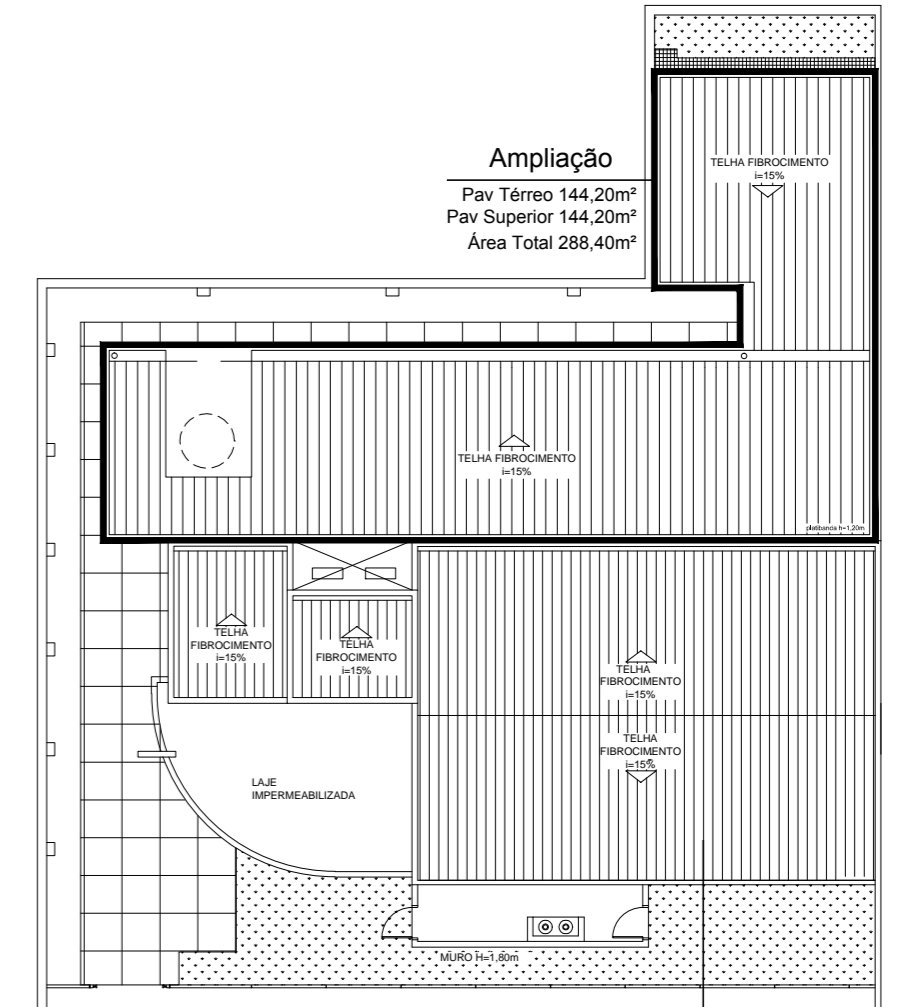 TELHA FIBROCIMENTO
i=15%
Ampliação
Pav Térreo 144,20m²
Pav Superior 144,20m²
Área Total 288,40m²
TELHA FIBROCIMENTO
i=15%
platibanda h=1,20m
TELHA
FIBROCIMENTO
i=15%
TELHA
FIBROCIMENTO
i=15%
TELHA
FIBROCIMENTO
i=15%
TELHA
FIBROCIMENTO
i=15%
LAJE
IMPERMEABILIZADA
MURO H=1,80m